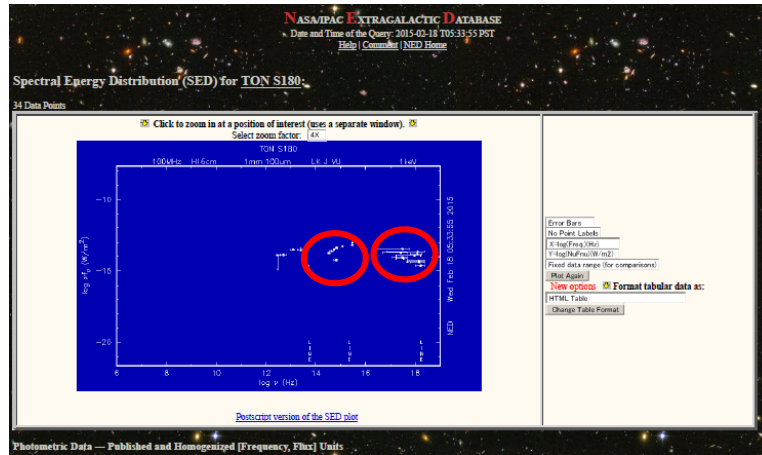 NASA/IPAC EXTRAGALACTIC DATABASE
Date and Time of the Query: 2015-02-18 T05:33:55 PST
Help | Comment | NED Home
Spectral Energy Distribution (SED) for TON S180:
34 Data Points
Click to zoom in at a position of interest (uses a separate window).
Select zoom factor: 4X
TON S180
100MHz HI6cm 1mm 100um LK J VU 1keV
-10
-15
-20
log νFν (W/m²)
6 8 10 12 14 16 18
log ν (Hz)
LINE LINE LINE
NED Wed Feb 18 05:33:55 2015
Postscript version of the SED plot
Error Bars
No Point Labels
X=log(Freq.)(Hz)
Y=log(NuFnu)(W/m2)
Fixed data range (for comparisons)
Plot Again
New options Format tabular data as:
HTML Table
Change Table Format
Photometric Data — Published and Homogenized [Frequency, Flux] Units